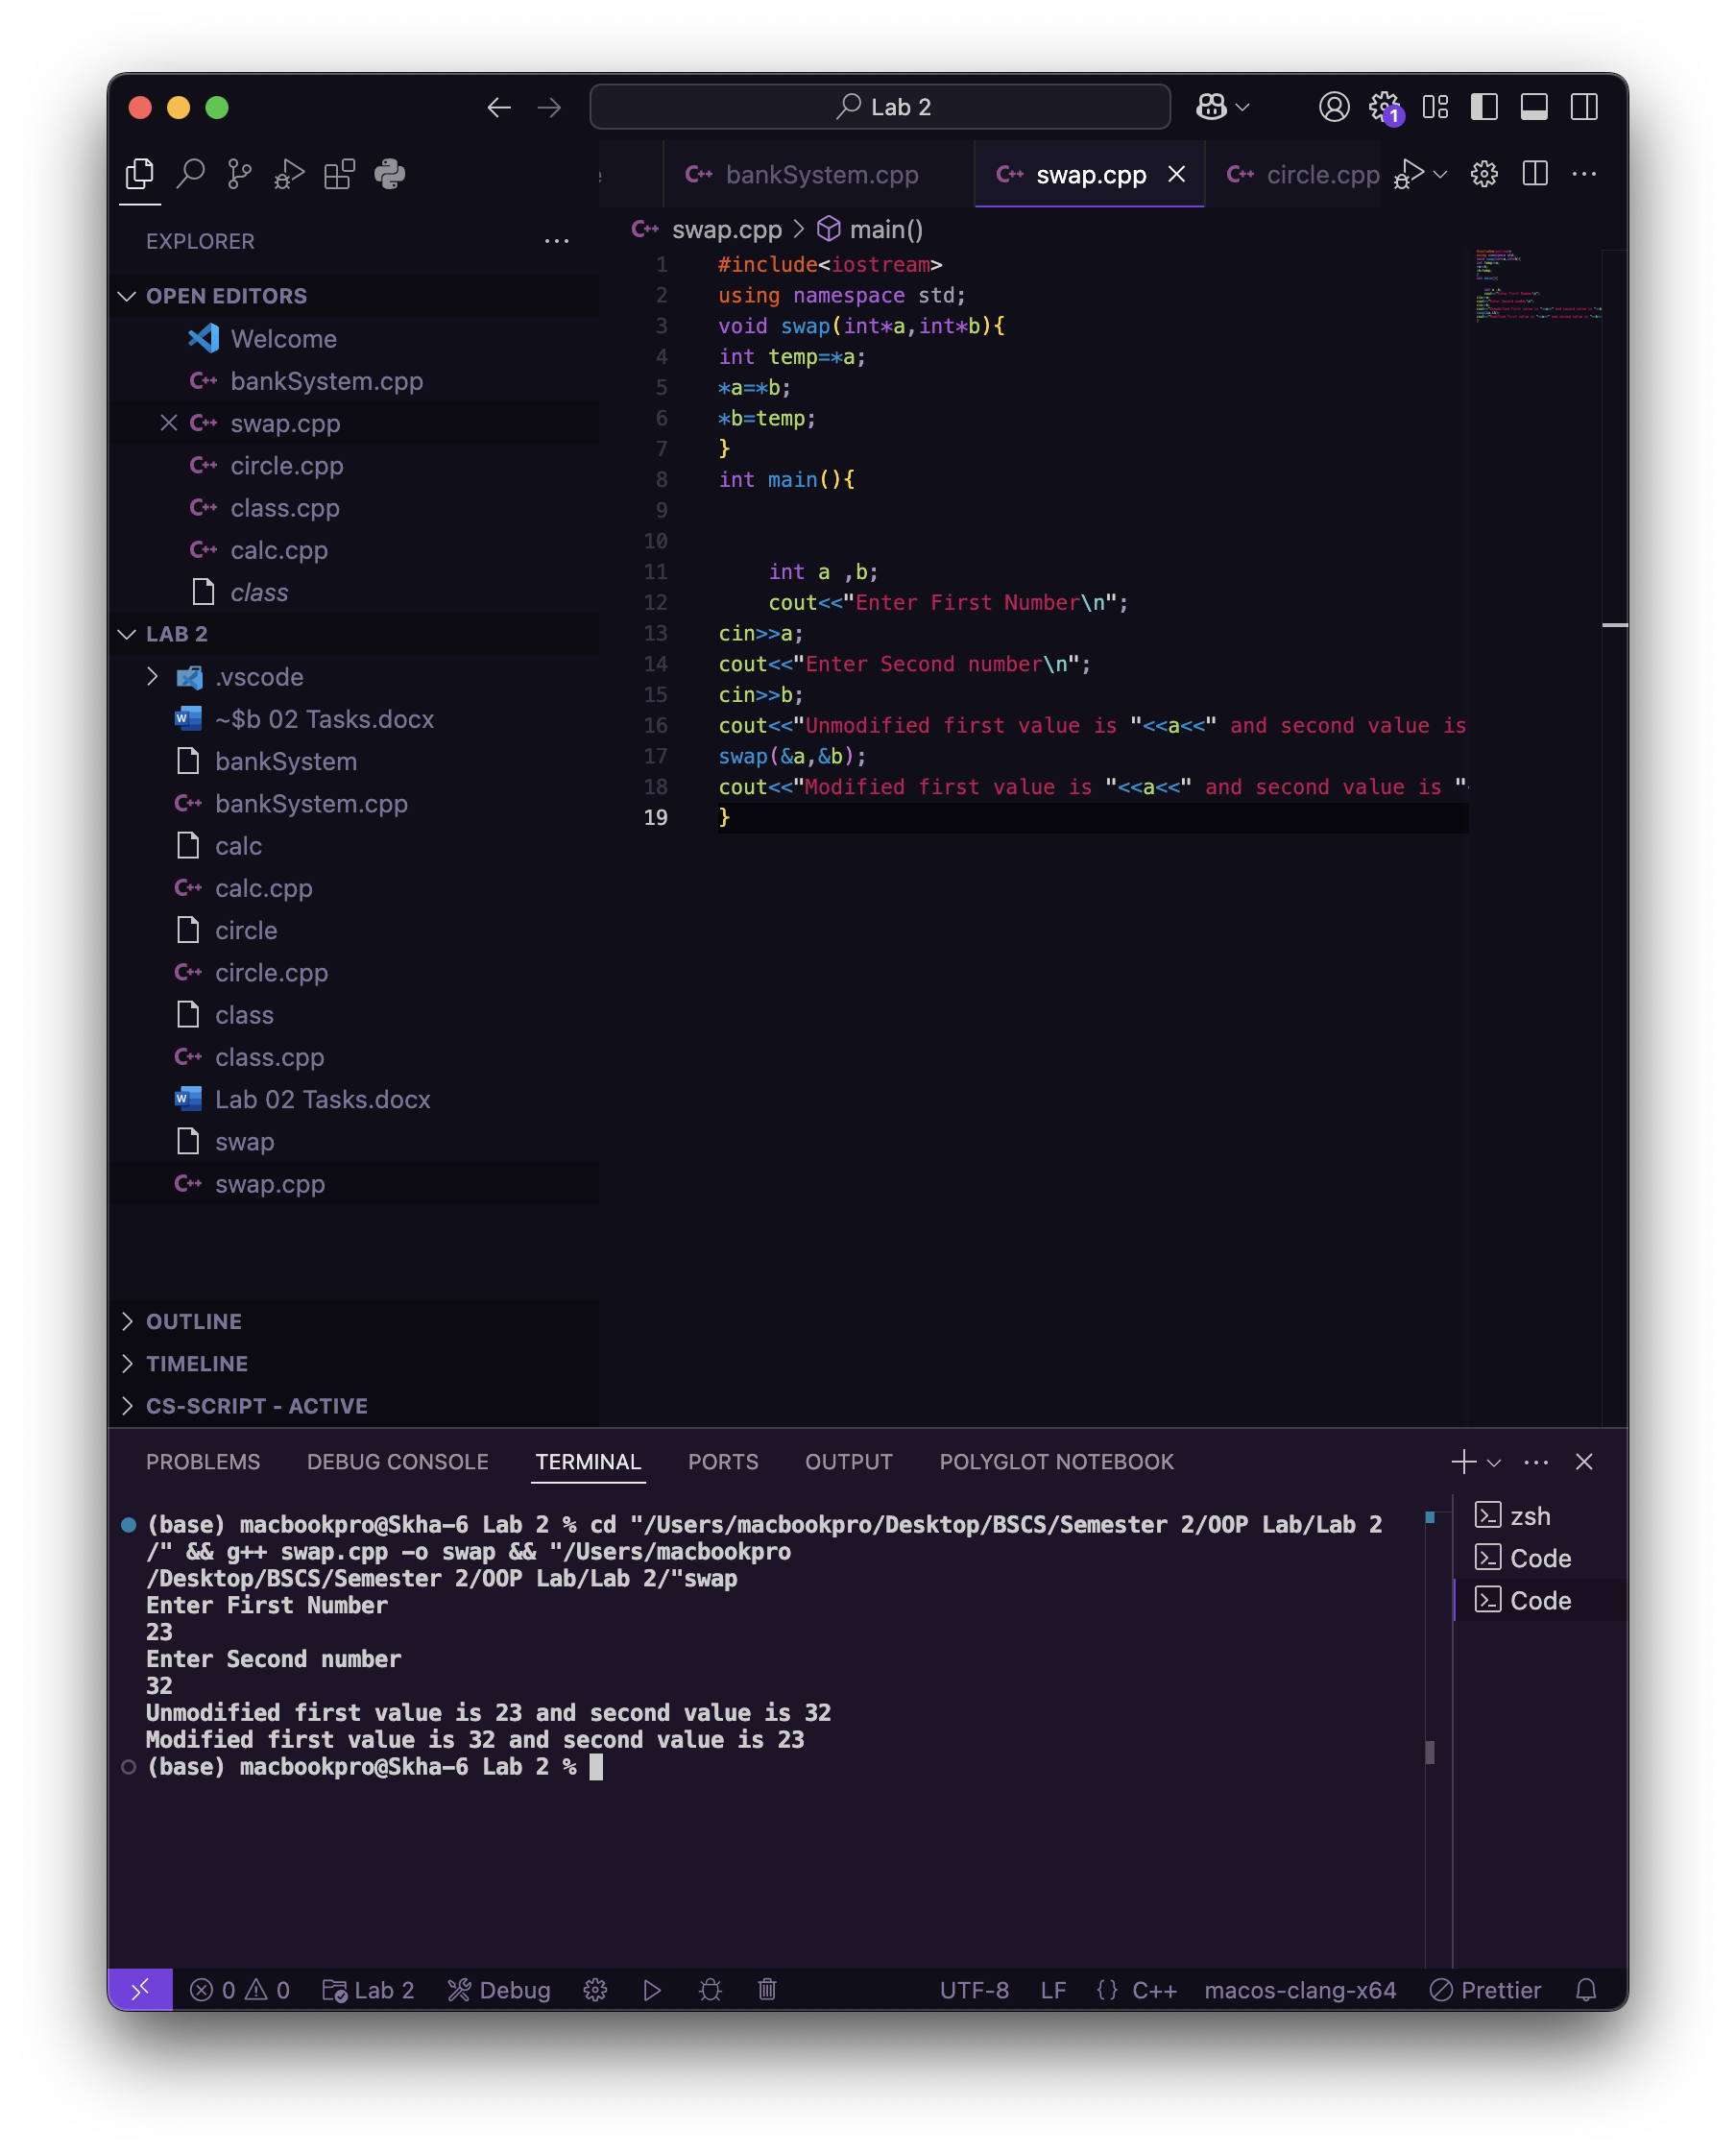 Lab 2
1
bankSystem.cpp
swap.cpp
circle.cpp
EXPLORER
swap.cpp > main()
OPEN EDITORS
Welcome
bankSystem.cpp
swap.cpp
circle.cpp
class.cpp
calc.cpp
class
LAB 2
.vscode
~$b 02 Tasks.docx
bankSystem
bankSystem.cpp
calc
calc.cpp
circle
circle.cpp
class
class.cpp
Lab 02 Tasks.docx
swap
swap.cpp
OUTLINE
TIMELINE
CS-SCRIPT - ACTIVE
1 #include<iostream>
2 using namespace std;
3 void swap(int*a,int*b){
4 int temp=*a;
5 *a=*b;
6 *b=temp;
7 }
8 int main(){
9
10
11     int a ,b;
12     cout<<"Enter First Number\n";
13 cin>>a;
14 cout<<"Enter Second number\n";
15 cin>>b;
16 cout<<"Unmodified first value is "<<a<<" and second value is
17 swap(&a,&b);
18 cout<<"Modified first value is "<<a<<" and second value is "
19 }
PROBLEMS DEBUG CONSOLE TERMINAL PORTS OUTPUT POLYGLOT NOTEBOOK
(base) macbookpro@Skha-6 Lab 2 % cd "/Users/macbookpro/Desktop/BSCS/Semester 2/OOP Lab/Lab 2
/" && g++ swap.cpp -o swap && "/Users/macbookpro
/Desktop/BSCS/Semester 2/OOP Lab/Lab 2/"swap
Enter First Number
23
Enter Second number
32
Unmodified first value is 23 and second value is 32
Modified first value is 32 and second value is 23
(base) macbookpro@Skha-6 Lab 2 %
zsh
Code
Code
0 0 Lab 2 Debug UTF-8 LF {} C++ macos-clang-x64 Prettier